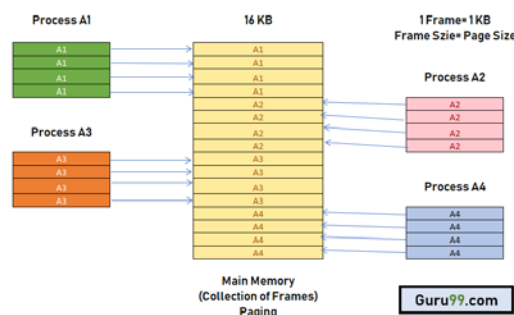 Process A1
16 KB
1 Frame= 1 KB
Frame Szie= Page Size
A1
A1
A1
A1
Process A3
A3
A3
A3
A3
A1
A1
A1
A1
A2
A2
A2
A2
A3
A3
A3
A3
A4
A4
A4
A4
Process A2
A2
A2
A2
A2
Process A4
A4
A4
A4
A4
Main Memory
(Collection of Frames)
Paging
Guru99.com